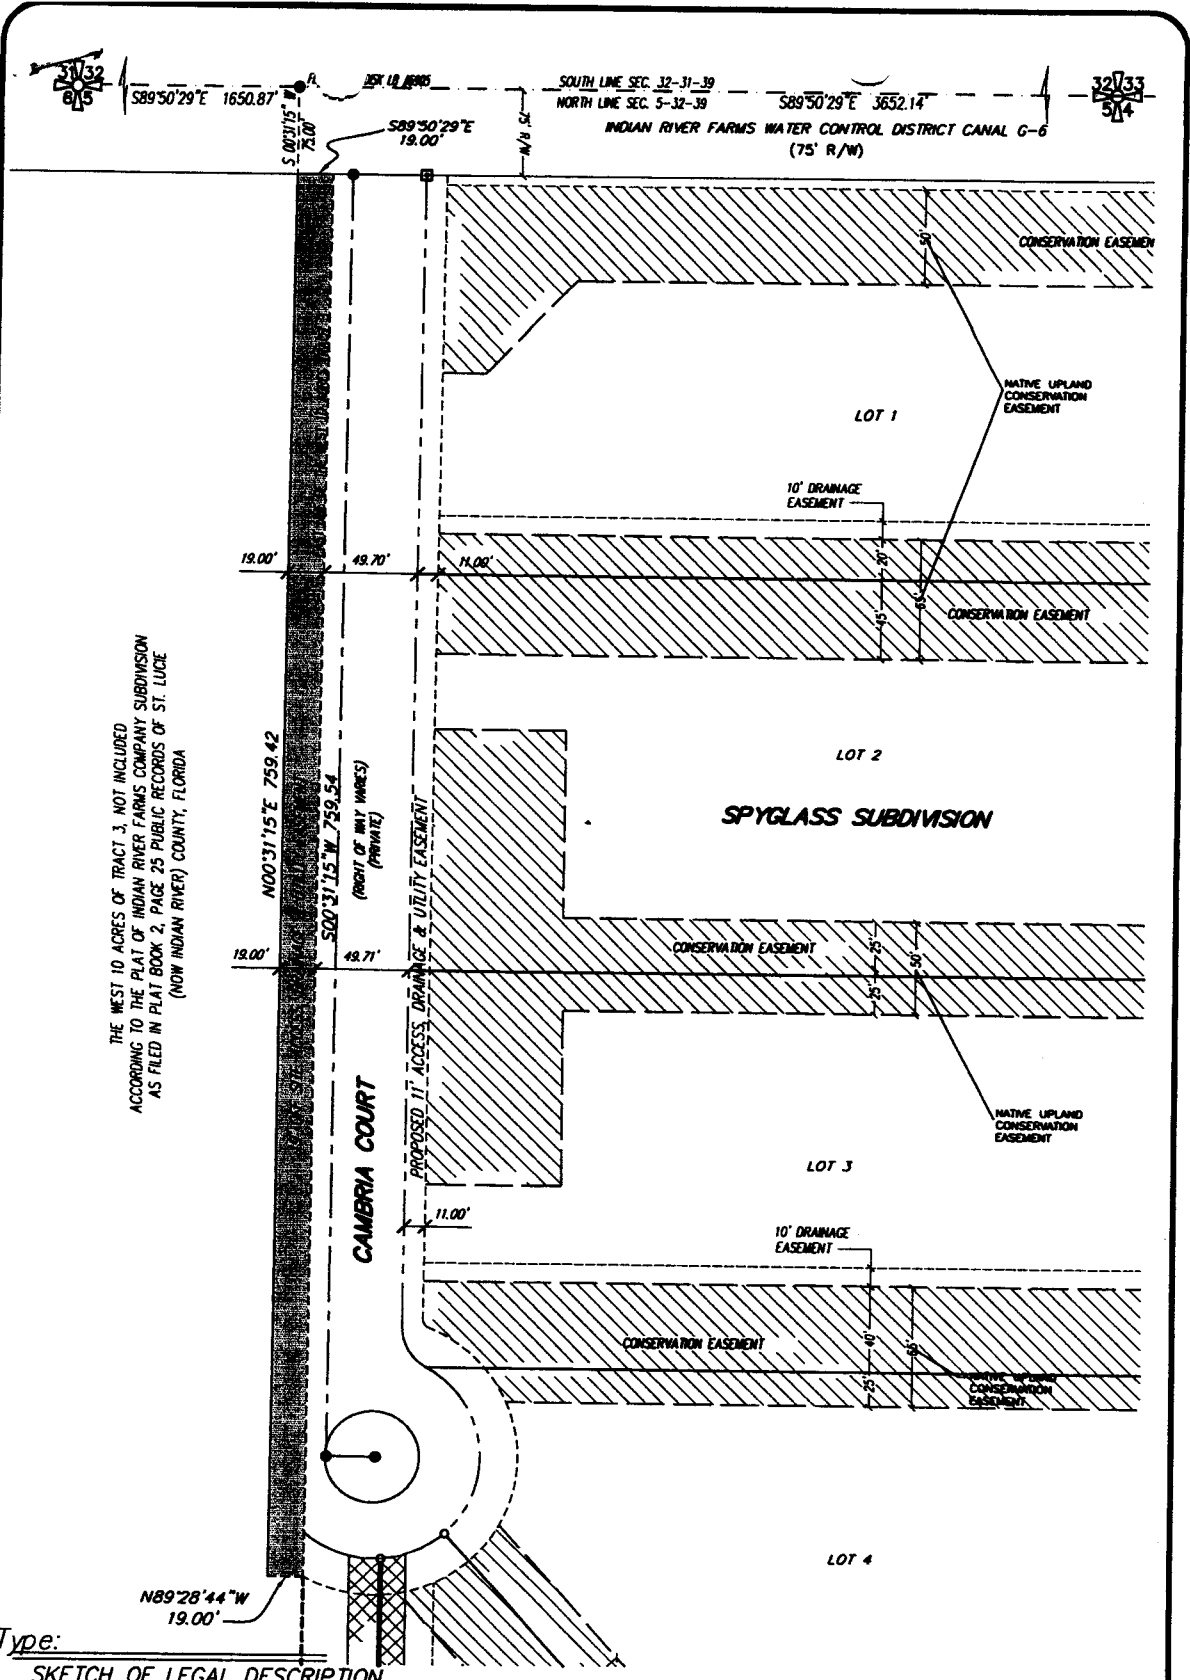 31 32
6 5
S89°50'29"E 1650.87'
SOUTH LINE SEC. 32-31-39
NORTH LINE SEC. 5-32-39
S89°50'29"E 3652.14'
32 33
5 4
INDIAN RIVER FARMS WATER CONTROL DISTRICT CANAL G-6
(75' R/W)
S 00°31'15" W
75.00'
S89°50'29"E
19.00'
75' R/W
50'
CONSERVATION EASEMEN
NATIVE UPLAND
CONSERVATION
EASEMENT
LOT 1
10' DRAINAGE
EASEMENT
19.00'
49.70'
11.00'
20'
45'
65'
CONSERVATION EASEMENT
THE WEST 10 ACRES OF TRACT 3, NOT INCLUDED
ACCORDING TO THE PLAT OF INDIAN RIVER FARMS COMPANY SUBDIVISION
AS FILED IN PLAT BOOK 2, PAGE 25 PUBLIC RECORDS OF ST. LUCIE
(NOW INDIAN RIVER) COUNTY, FLORIDA
N00°31'15"E 759.42
S00°31'15"W 759.54
(RIGHT OF WAY VARIES)
(PRIVATE)
PROPOSED 11' ACCESS, DRAINAGE & UTILITY EASEMENT
LOT 2
SPYGLASS SUBDIVISION
19.00'
49.71'
CONSERVATION EASEMENT
25'
25'
50'
NATIVE UPLAND
CONSERVATION
EASEMENT
CAMBRIA COURT
LOT 3
11.00'
10' DRAINAGE
EASEMENT
CONSERVATION EASEMENT
40'
25'
65'
NATIVE UPLAND
CONSERVATION
EASEMENT
LOT 4
N89°28'44"W
19.00'
Type:
SKETCH OF LEGAL DESCRIPTION